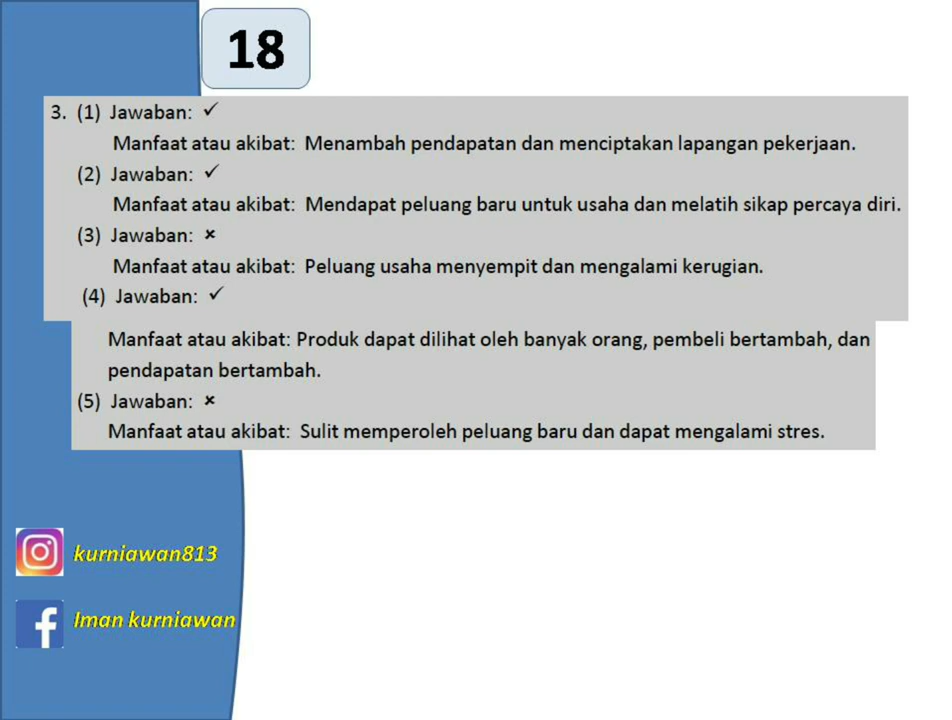 18
3. (1) Jawaban: ✓
Manfaat atau akibat: Menambah pendapatan dan menciptakan lapangan pekerjaan.
(2) Jawaban: ✓
Manfaat atau akibat: Mendapat peluang baru untuk usaha dan melatih sikap percaya diri.
(3) Jawaban: ×
Manfaat atau akibat: Peluang usaha menyempit dan mengalami kerugian.
(4) Jawaban: ✓
Manfaat atau akibat: Produk dapat dilihat oleh banyak orang, pembeli bertambah, dan
pendapatan bertambah.
(5) Jawaban: ×
Manfaat atau akibat: Sulit memperoleh peluang baru dan dapat mengalami stres.
kurniawan813
Iman kurniawan